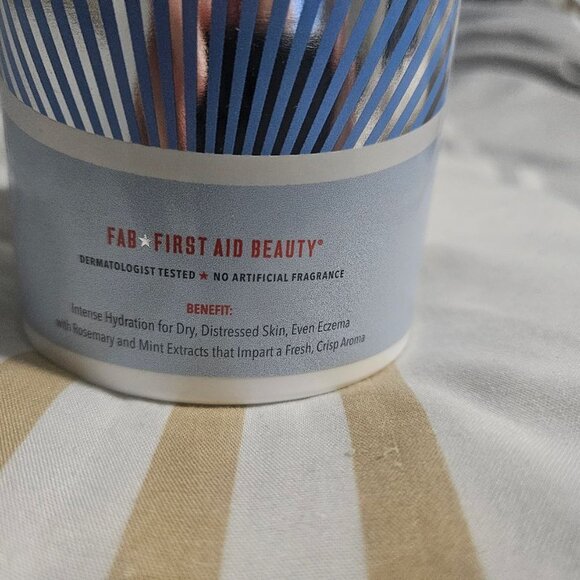 FAB★FIRST AID BEAUTY®
DERMATOLOGIST TESTED ★ NO ARTIFICIAL FRAGRANCE
BENEFIT:
Intense Hydration for Dry, Distressed Skin, Even Eczema
with Rosemary and Mint Extracts that Impart a Fresh, Crisp Aroma